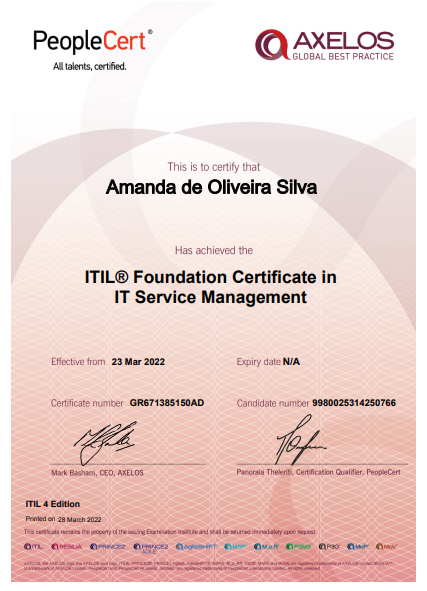 PeopleCert®
All talents, certified.
AXELOS
GLOBAL BEST PRACTICE
This is to certify that
Amanda de Oliveira Silva
Has achieved the
ITIL® Foundation Certificate in
IT Service Management
Effective from 23 Mar 2022
Expiry date N/A
Certificate number GR671385150AD
Candidate number 9980025314250766
Mark Basham, CEO, AXELOS
Panoraia Theleriti, Certification Qualifier, PeopleCert
ITIL 4 Edition
Printed on 28 March 2022
This certificate remains the property of the issuing Examination Institute and shall be returned immediately upon request.
ITIL RESILIA PRINCE2 PRINCE2 AGILE AgileSHIFT MSP M_o_R P3M3 P3O MoP MoV